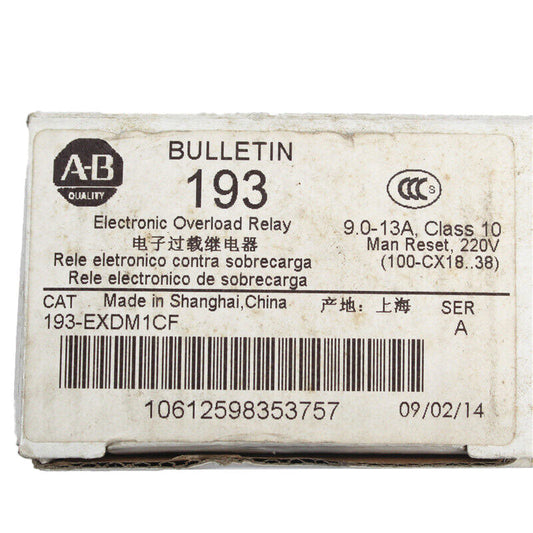 A-B
QUALITY
BULLETIN
193
Electronic Overload Relay
电子过载继电器
Rele eletronico contra sobrecarga
Rele electronico de sobrecarga
CCC S
9.0-13A, Class 10
Man Reset, 220V
(100-CX18..38)
CAT Made in Shanghai,China 产地: 上海 SER
193-EXDM1CF A
10612598353757 09/02/14